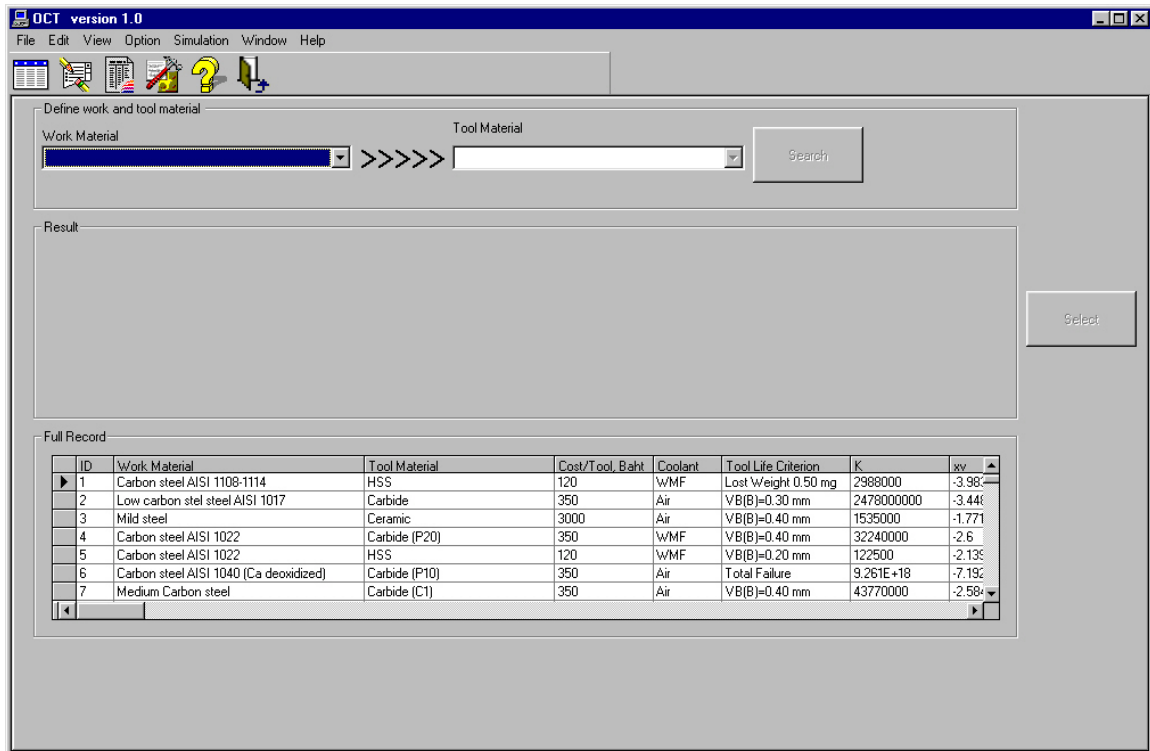 OCT version 1.0
File Edit View Option Simulation Window Help
Define work and tool material
Work Material
Tool Material
>>>>>
Search
Result
Select
Full Record
ID Work Material Tool Material Cost/Tool, Baht Coolant Tool Life Criterion K xv
1 Carbon steel AISI 1108-1114 HSS 120 WMF Lost Weight 0.50 mg 2988000
2 Low carbon stel steel AISI 1017 Carbide 350 Air VB(B)=0.30 mm 2478000000 -3.448
3 Mild steel Ceramic 3000 Air VB(B)=0.40 mm 1535000 -1.771
4 Carbon steel AISI 1022 Carbide (P20) 350 WMF VB(B)=0.40 mm 32240000 -2.6
5 Carbon steel AISI 1022 HSS 120 WMF VB(B)=0.20 mm 122500 -2.139
6 Carbon steel AISI 1040 (Ca deoxidized) Carbide (P10) 350 Air Total Failure 9.261E+18 -7.192
7 Medium Carbon steel Carbide (C1) 350 Air VB(B)=0.40 mm 43770000 -2.584